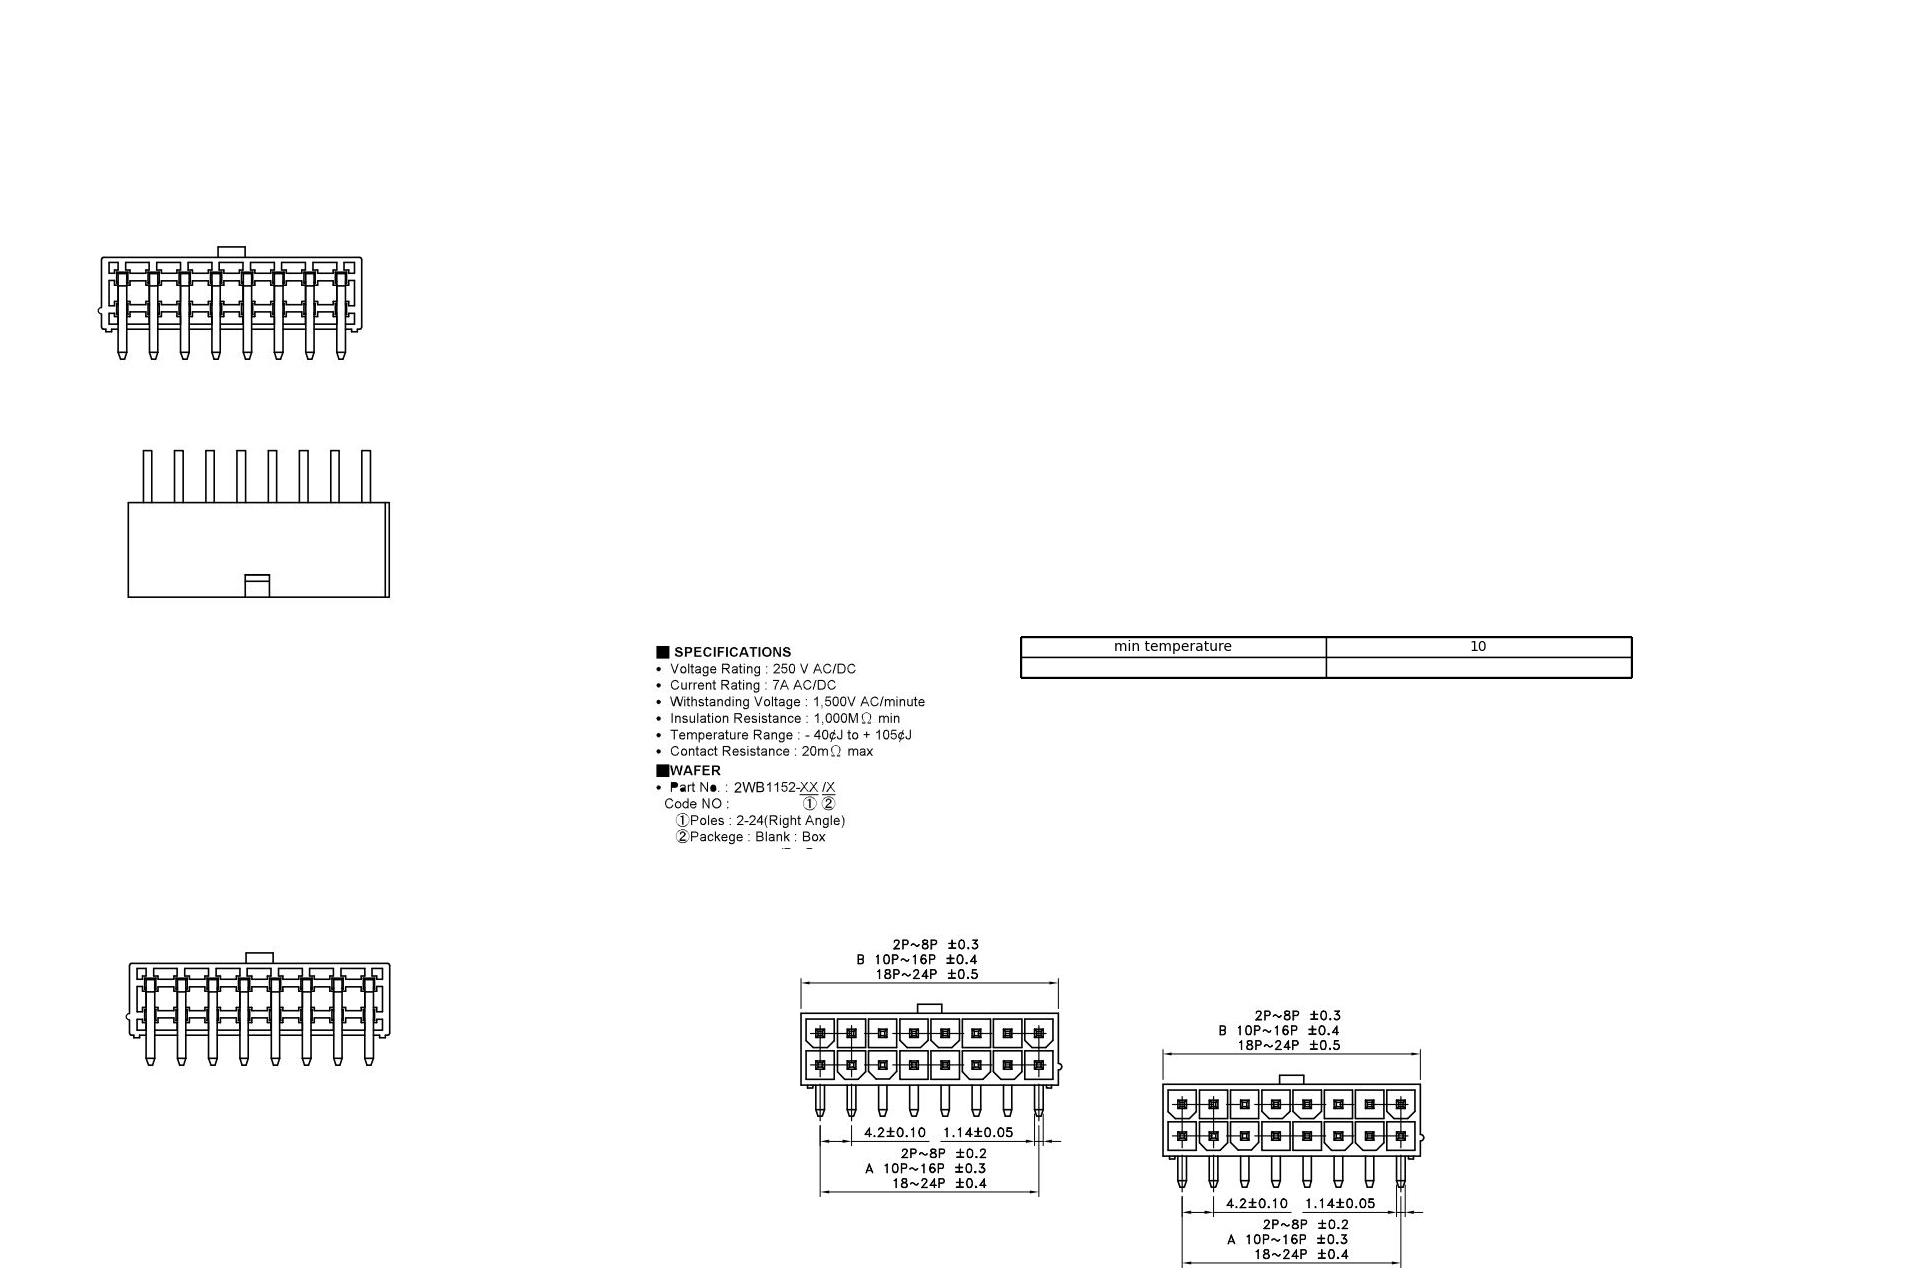 ■ SPECIFICATIONS
• Voltage Rating : 250 V AC/DC
• Current Rating : 7A AC/DC
• Withstanding Voltage : 1,500V AC/minute
• Insulation Resistance : 1,000MΩ min
• Temperature Range : - 40¢J to + 105¢J
• Contact Resistance : 20mΩ max
■WAFER
• Part No. : 2WB1152-XX /X
Code NO : ① ②
①Poles : 2-24(Right Angle)
②Packege : Blank : Box
min temperature 10
2P~8P ±0.3
B 10P~16P ±0.4
18P~24P ±0.5
4.2±0.10 1.14±0.05
2P~8P ±0.2
A 10P~16P ±0.3
18~24P ±0.4
2P~8P ±0.3
B 10P~16P ±0.4
18P~24P ±0.5
4.2±0.10 1.14±0.05
2P~8P ±0.2
A 10P~16P ±0.3
18~24P ±0.4